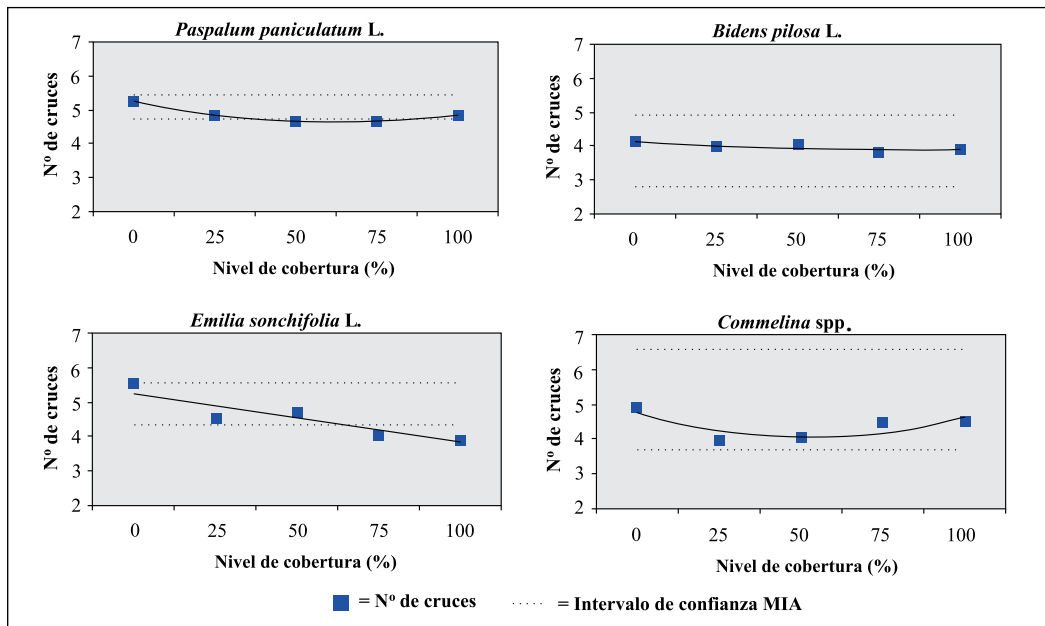 Paspalum paniculatum L.
7
6
5
4
3
2
Nº de cruces
0 25 50 75 100
Nivel de cobertura (%)
Bidens pilosa L.
7
6
5
4
3
2
Nº de cruces
0 25 50 75 100
Nivel de cobertura (%)
Emilia sonchifolia L.
7
6
5
4
3
2
Nº de cruces
0 25 50 75 100
Nivel de cobertura (%)
Commelina spp.
7
6
5
4
3
2
Nº de cruces
0 25 50 75 100
Nivel de cobertura (%)
= Nº de cruces ...... = Intervalo de confianza MIA